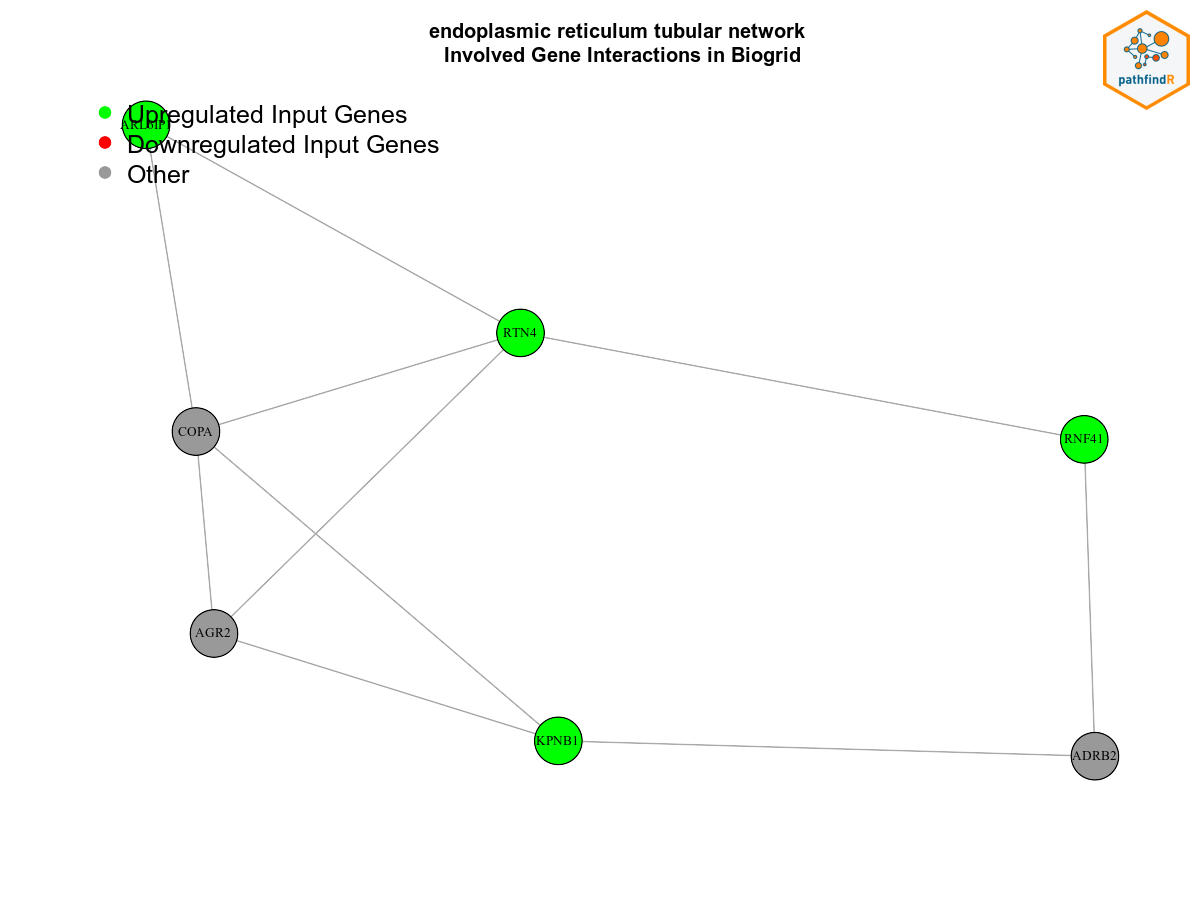 endoplasmic reticulum tubular network
Involved Gene Interactions in Biogrid
pathfindR
Upregulated Input Genes
Downregulated Input Genes
Other
RTN4
COPA
RNF41
AGR2
KPNB1
ADRB2